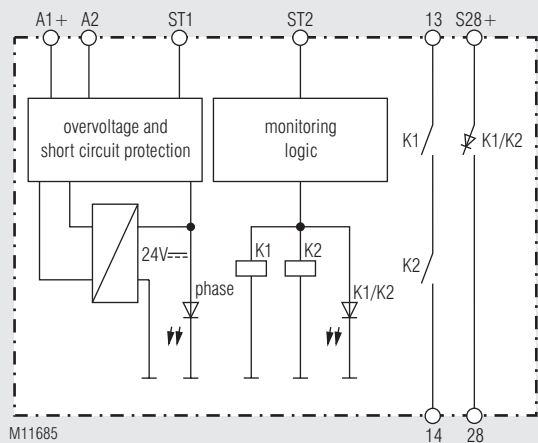 A1+ A2 ST1 ST2 13 S28+
overvoltage and
short circuit protection
monitoring
logic
K1
K1/K2
24V
K1
K2
K2
phase
K1/K2
M11685
14 28